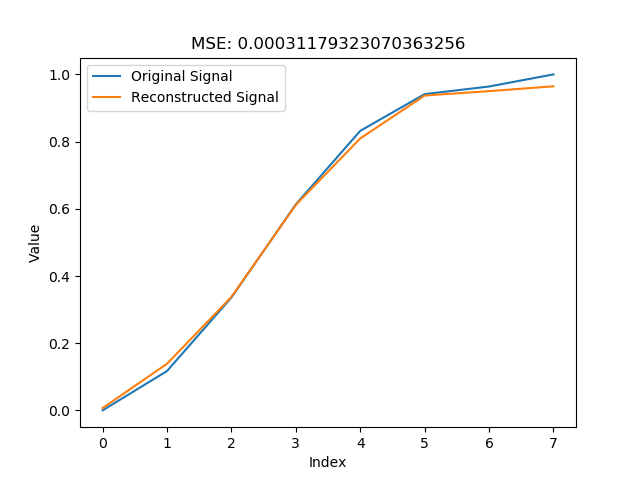 MSE: 0.00031179323070363256
Original Signal
Reconstructed Signal
1.0
0.8
0.6
0.4
0.2
0.0
Value
0 1 2 3 4 5 6 7
Index